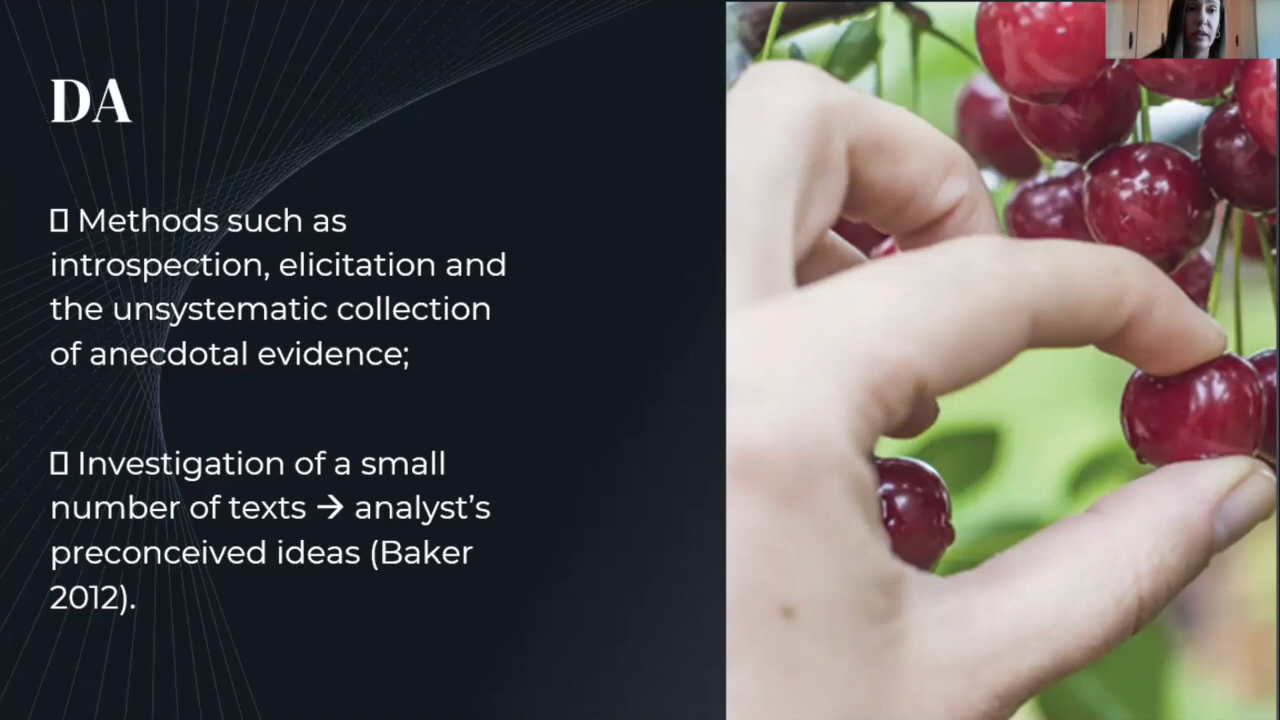 DA
▯ Methods such as
introspection, elicitation and
the unsystematic collection
of anecdotal evidence;
▯ Investigation of a small
number of texts → analyst’s
preconceived ideas (Baker
2012).